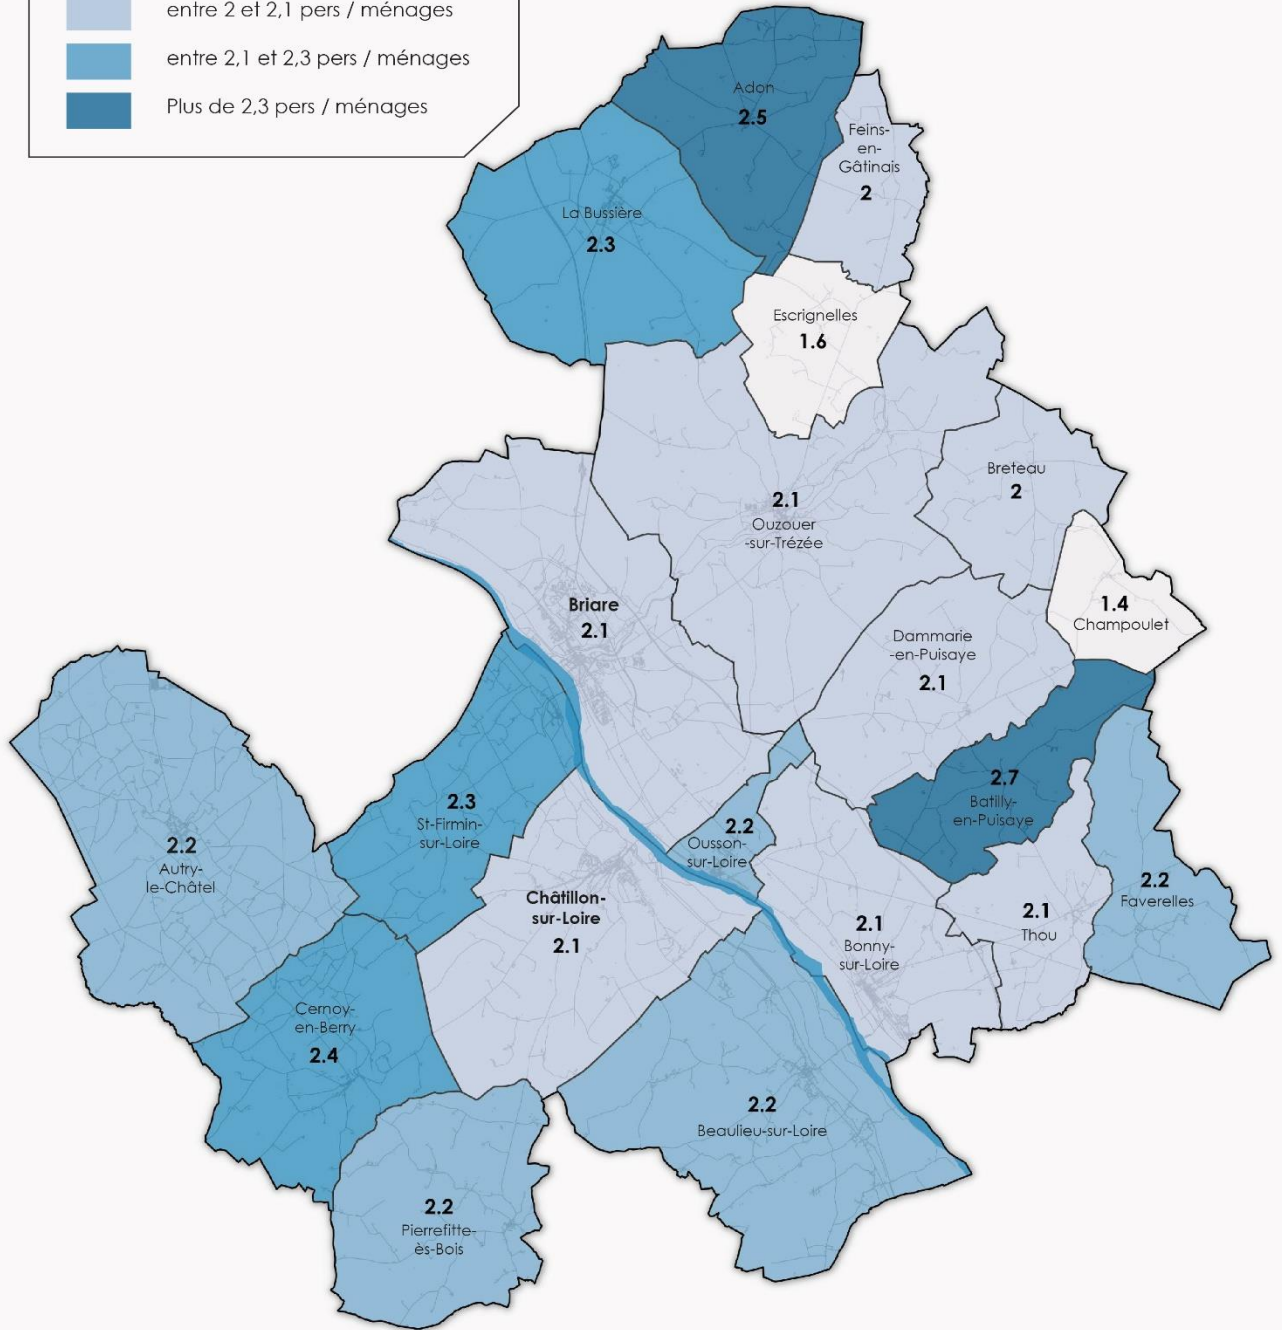 entre 2 et 2,1 pers / ménages
entre 2,1 et 2,3 pers / ménages
Plus de 2,3 pers / ménages
Adon
2.5
Feins-
en-
Gâtinais
2
La Bussière
2.3
Escrignelles
1.6
Breteau
2
2.1
Ouzouer
-sur-Trézée
Briare
2.1
1.4
Champoulet
Dammarie
-en-Puisaye
2.1
2.7
Batilly-
en-Puisaye
2.3
St-Firmin-
sur-Loire
2.2
Ousson-
sur-Loire
2.2
Autry-
le-Châtel
2.2
Faverelles
Châtillon-
sur-Loire
2.1
2.1
Bonny-
sur-Loire
2.1
Thou
Cernoy-
en-Berry
2.4
2.2
Beaulieu-sur-Loire
2.2
Pierrefitte-
ès-Bois